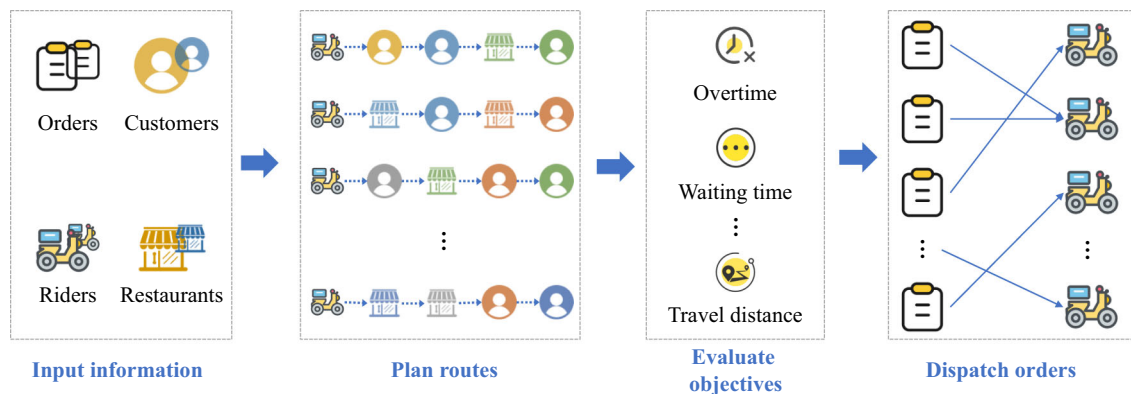 Orders Customers
Riders Restaurants
Input information
Plan routes
Overtime
Waiting time
Travel distance
Evaluate
objectives
Dispatch orders